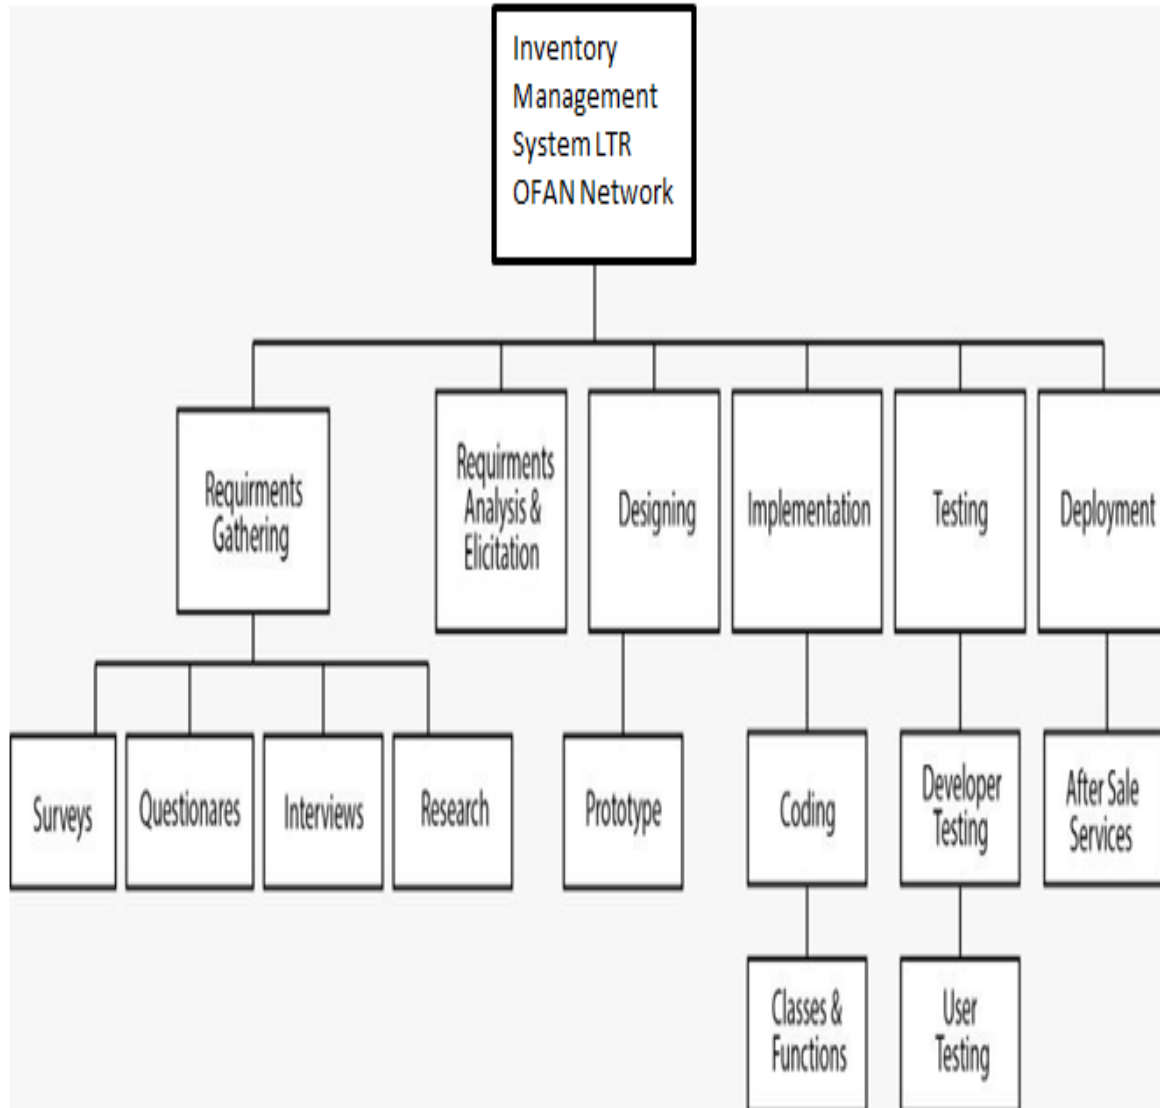 Inventory
Management
System LTR
OFAN Network
Requirments
Gathering
Requirments
Analysis &
Elicitation
Designing
Implementation
Testing
Deployment
Surveys
Questionares
Interviews
Research
Prototype
Coding
Developer
Testing
After Sale
Services
Classes &
Functions
User
Testing